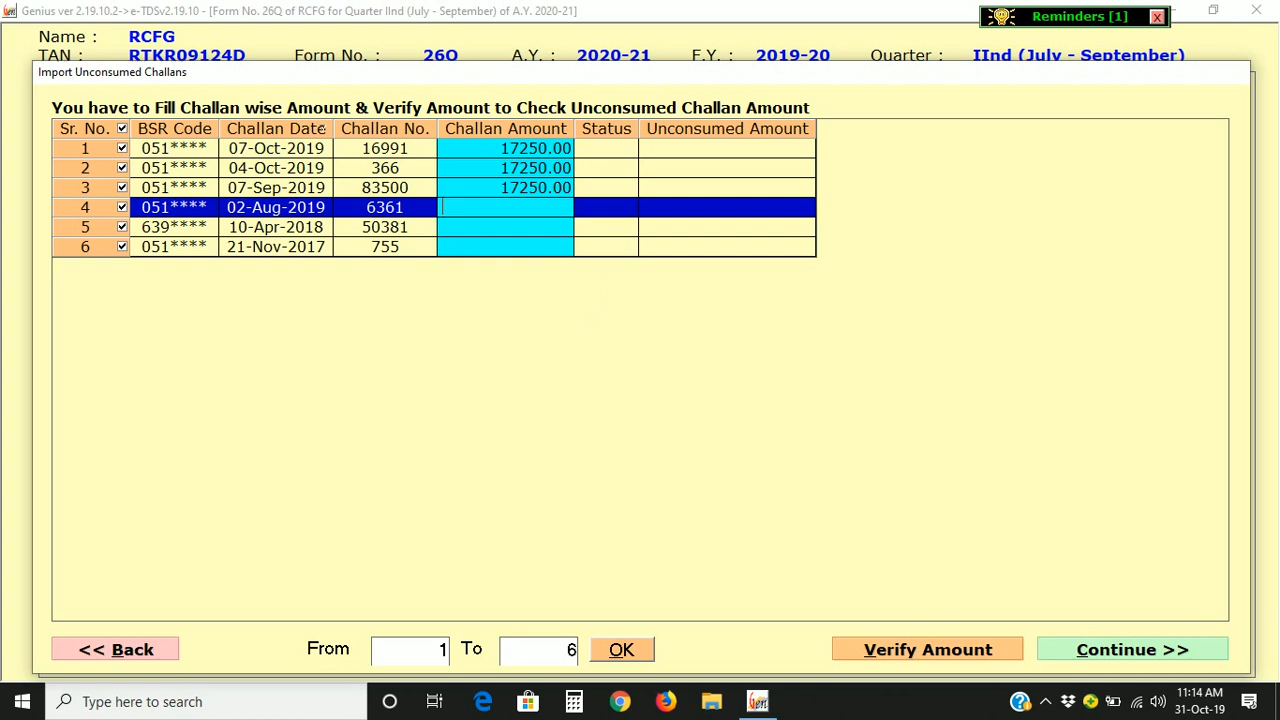 Genius ver 2.19.10.2->e-TDSv2.19.10 - [Form No. 26Q of RCFG for Quarter IInd (July - September) of A.Y. 2020-21]
Reminders [1] x
Name : RCFG
TAN : RTKR09124D Form No. : 26Q A.Y. : 2020-21 F.Y. : 2019-20 Quarter : IInd (July - September)
Import Unconsumed Challans
You have to Fill Challan wise Amount & Verify Amount to Check Unconsumed Challan Amount
Sr. No. BSR Code Challan Date Challan No. Challan Amount Status Unconsumed Amount
1 051**** 07-Oct-2019 16991 17250.00
2 051**** 04-Oct-2019 366 17250.00
3 051**** 07-Sep-2019 83500 17250.00
4 051**** 02-Aug-2019 6361
5 639**** 10-Apr-2018 50381
6 051**** 21-Nov-2017 755
<< Back From 1 To 6 OK Verify Amount Continue >>
Type here to search
Gen
11:14 AM
31-Oct-19